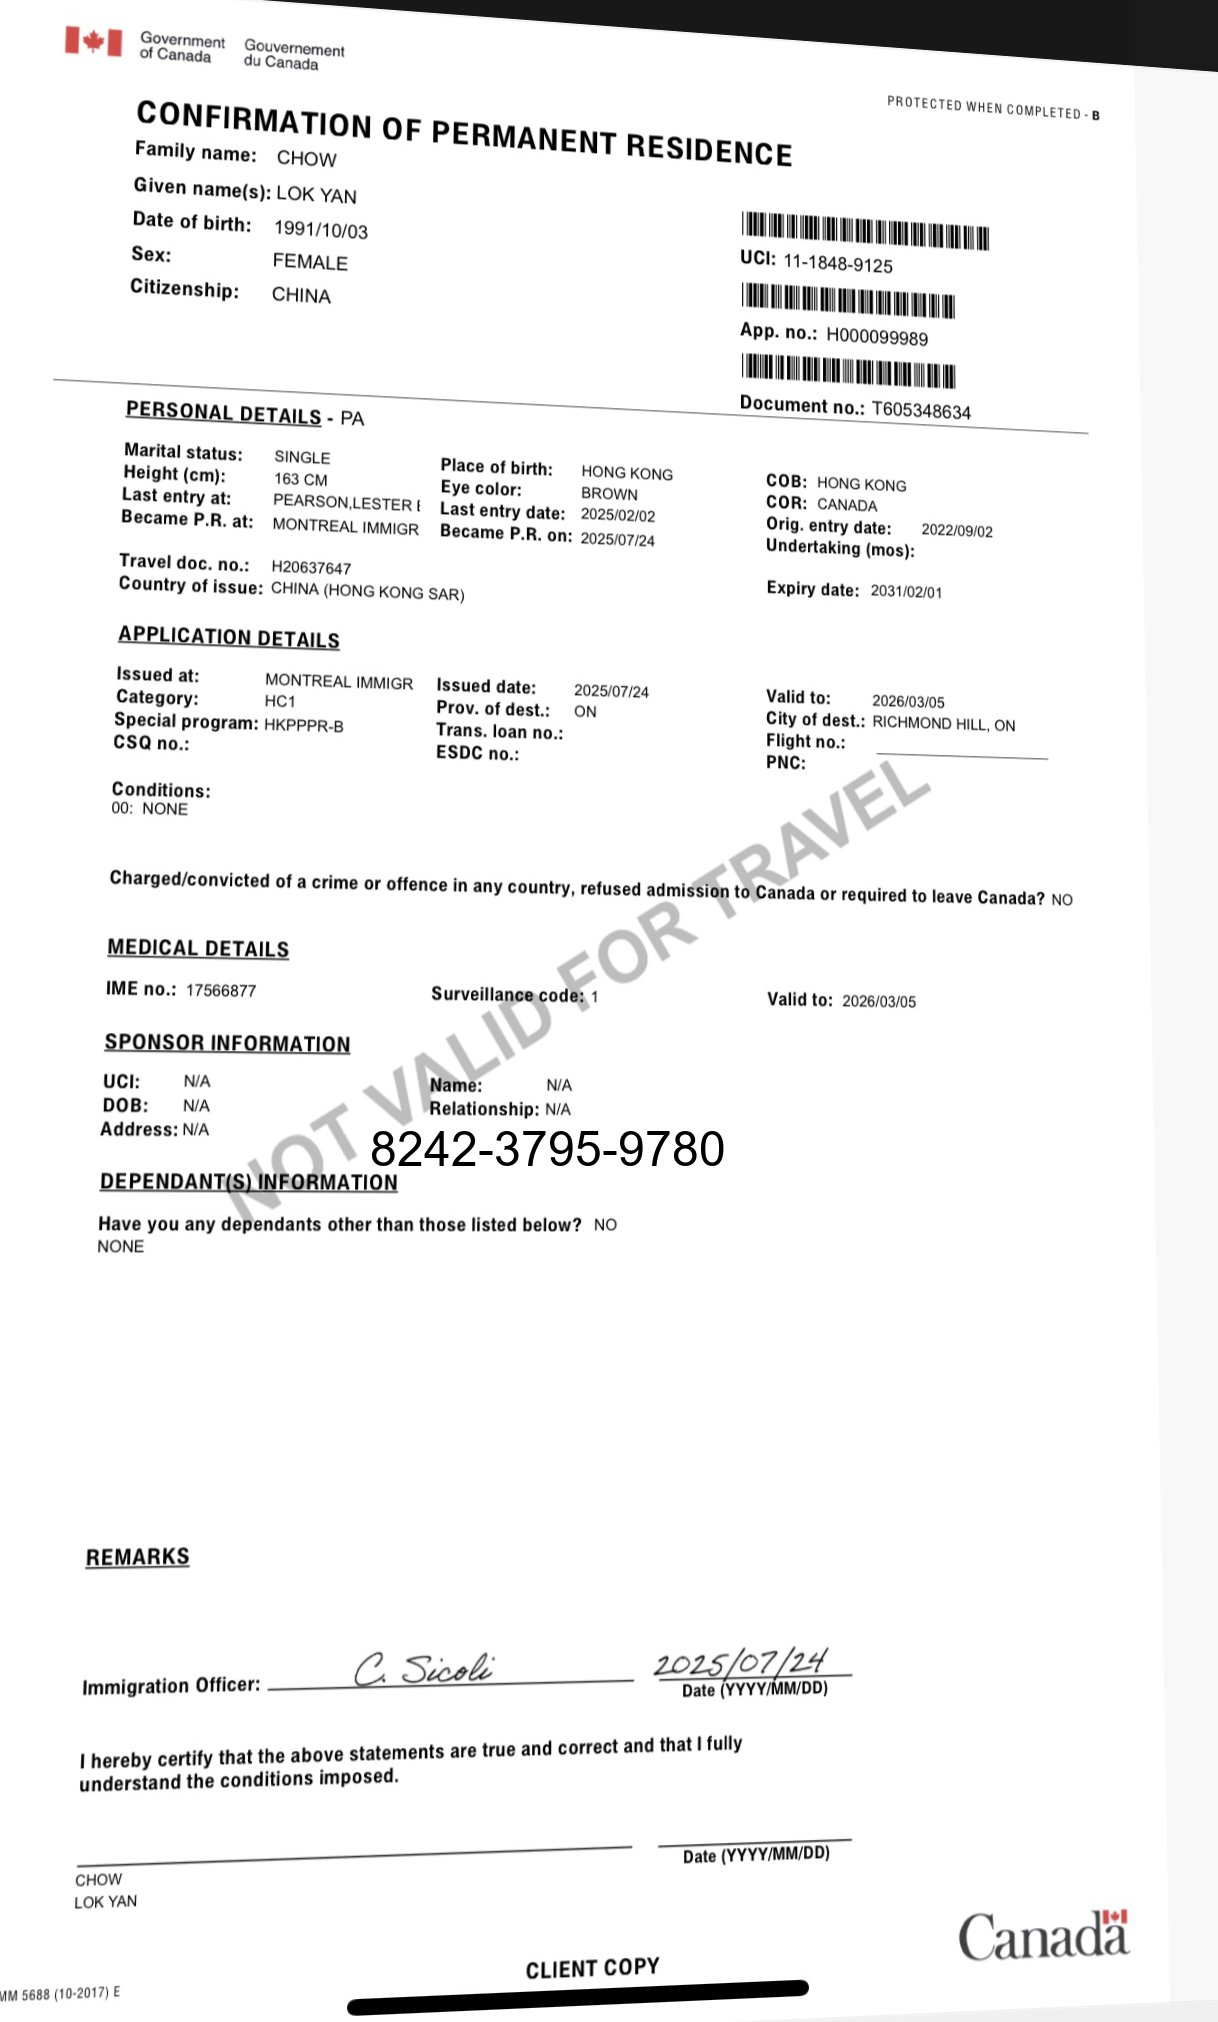 Government of Canada
Gouvernement du Canada
PROTECTED WHEN COMPLETED - B
CONFIRMATION OF PERMANENT RESIDENCE
Family name: CHOW
Given name(s): LOK YAN
Date of birth: 1991/10/03
Sex: FEMALE
Citizenship: CHINA
UCI: 11-1848-9125
App. no.: H000099989
Document no.: T605348634
PERSONAL DETAILS - PA
Marital status: SINGLE
Height (cm): 163 CM Place of birth: HONG KONG COB: HONG KONG
Last entry at: PEARSON,LESTER Eye color: BROWN COR: CANADA
Became P.R. at: MONTREAL IMMIGR Last entry date: 2025/02/02 Orig. entry date: 2022/09/02
Became P.R. on: 2025/07/24 Undertaking (mos):
Travel doc. no.: H20637647
Country of issue: CHINA (HONG KONG SAR) Expiry date: 2031/02/01
APPLICATION DETAILS
Issued at: MONTREAL IMMIGR Issued date: 2025/07/24 Valid to: 2026/03/05
Category: HC1 Prov. of dest.: ON City of dest.: RICHMOND HILL, ON
Special program: HKPPPR-B Trans. loan no.: Flight no.:
CSQ no.: ESDC no.: PNC:
Conditions:
00: NONE
NOT VALID FOR TRAVEL
Charged/convicted of a crime or offence in any country, refused admission to Canada or required to leave Canada? NO
MEDICAL DETAILS
IME no.: 17566877 Surveillance code: 1 Valid to: 2026/03/05
SPONSOR INFORMATION
UCI: N/A Name: N/A
DOB: N/A Relationship: N/A
Address: N/A
8242-3795-9780
DEPENDANT(S) INFORMATION
Have you any dependants other than those listed below? NO
NONE
REMARKS
Immigration Officer: C. Sicoli 2025/07/24
Date (YYYY/MM/DD)
I hereby certify that the above statements are true and correct and that I fully
understand the conditions imposed.
Date (YYYY/MM/DD)
CHOW
LOK YAN
Canada
CLIENT COPY
MM 5688 (10-2017) E